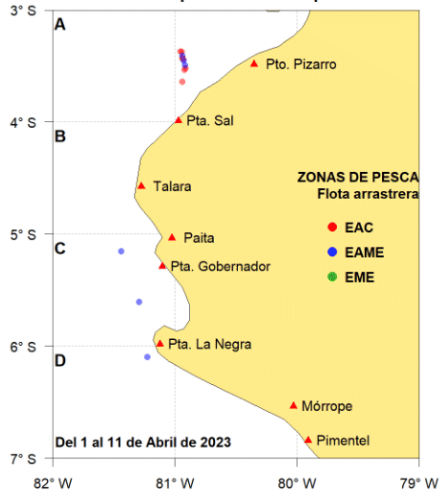 3° S
A
Pto. Pizarro
4° S
Pta. Sal
B
Talara
ZONAS DE PESCA
Flota arrastrera
EAC
5° S
Paita
C
EAME
Pta. Gobernador
EME
6° S
Pta. La Negra
D
Mórrope
Del 1 al 11 de Abril de 2023
Pimentel
7° S
82° W
81° W
80° W
79° W